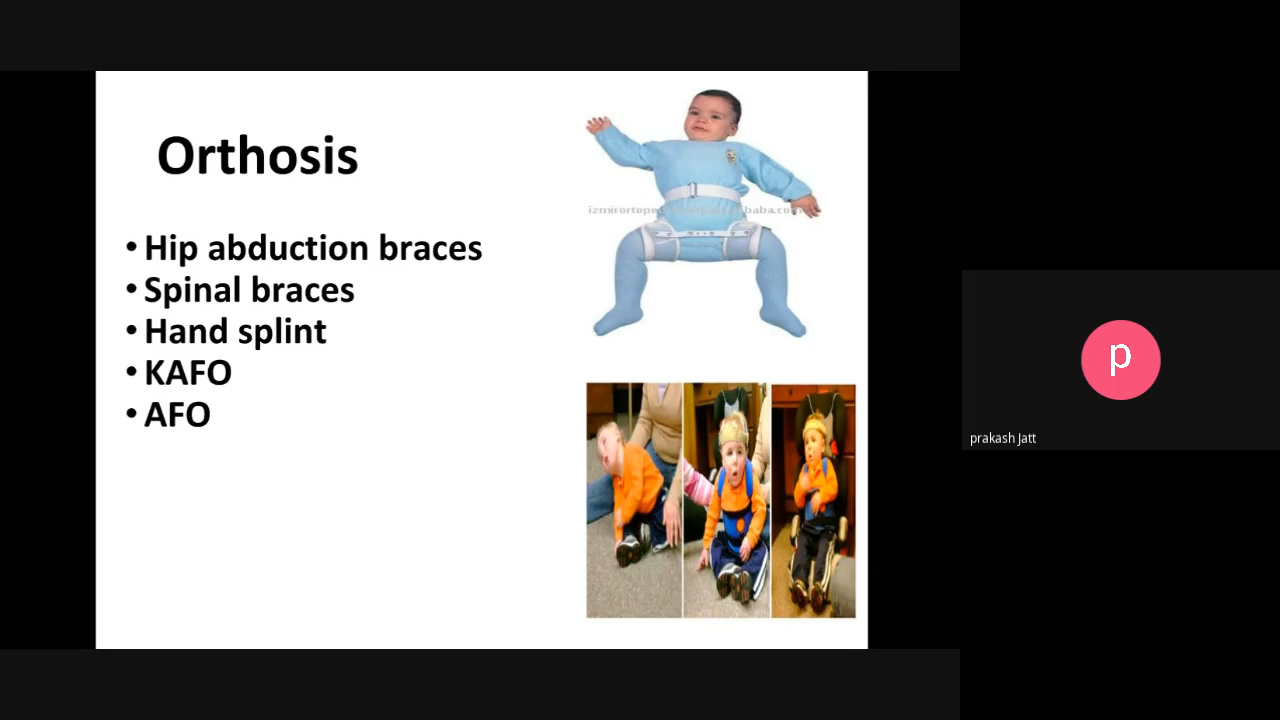 Orthosis
• Hip abduction braces
• Spinal braces
• Hand splint
• KAFO
• AFO
p
prakash Jatt